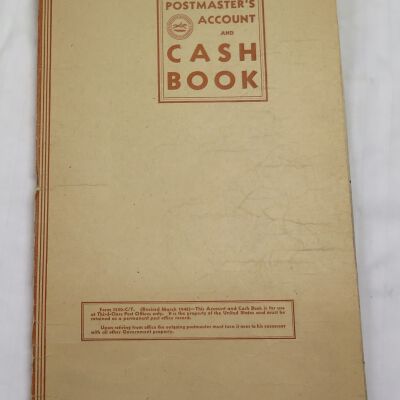 POSTMASTER'S
ACCOUNT
AND
CASH
BOOK
Form 1550-C/T. (Revised March 1940)—This Account and Cash Book is for use
at Third-Class Post Offices only. It is the property of the United States and must be
retained as a permanent post office record.
Upon retiring from office the outgoing postmaster must turn it over to his successor
with all other Government property.